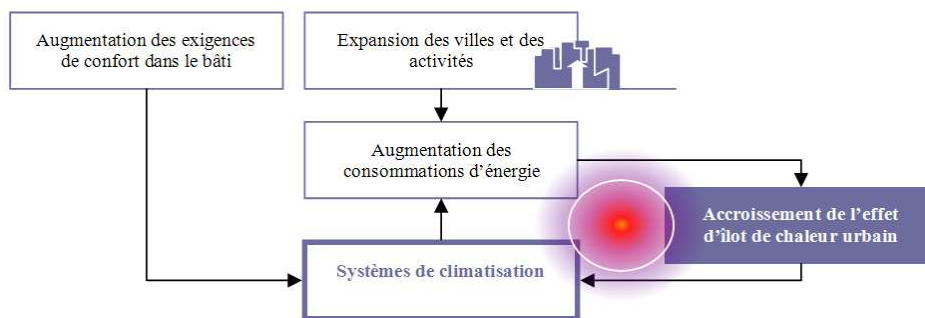 Augmentation des exigences
de confort dans le bâti
Expansion des villes et des
activités
Augmentation des
consommations d’énergie
Accroissement de l’effet
d’îlot de chaleur urbain
Systèmes de climatisation